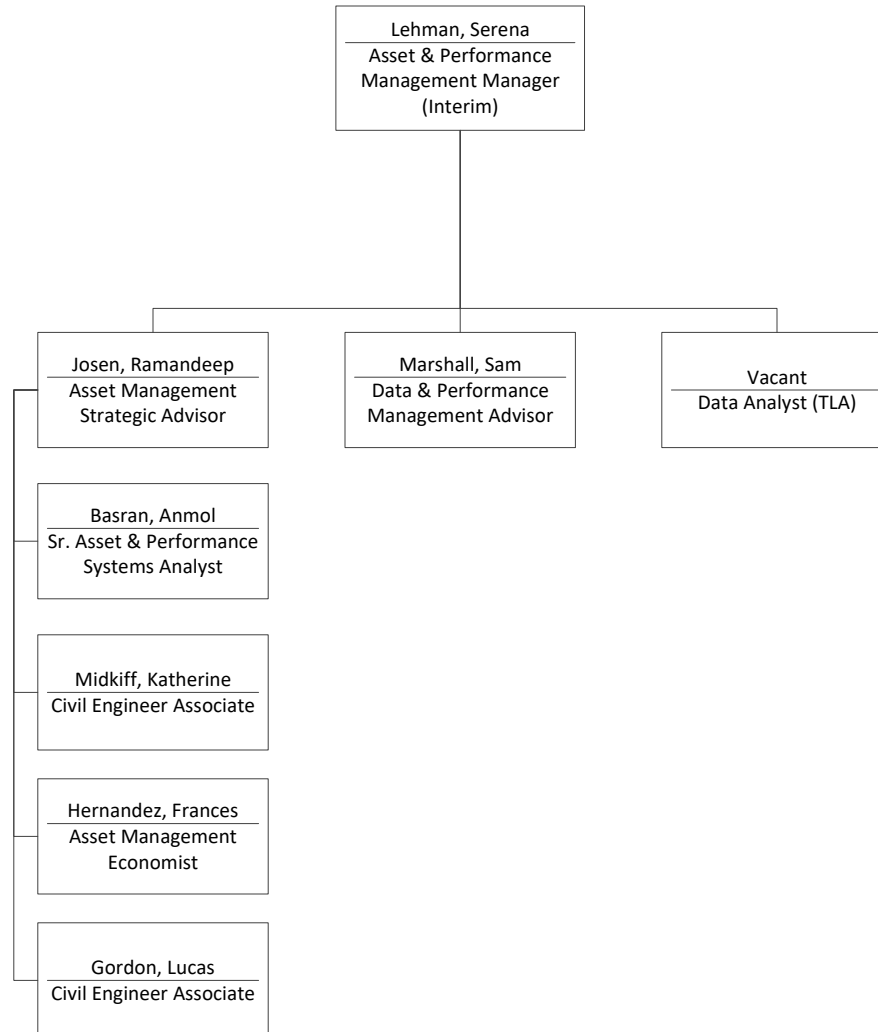 Lehman, Serena
Asset & Performance
Management Manager
(Interim)
Josen, Ramandeep
Asset Management
Strategic Advisor
Marshall, Sam
Data & Performance
Management Advisor
Vacant
Data Analyst (TLA)
Basran, Anmol
Sr. Asset & Performance
Systems Analyst
Midkiff, Katherine
Civil Engineer Associate
Hernandez, Frances
Asset Management
Economist
Gordon, Lucas
Civil Engineer Associate